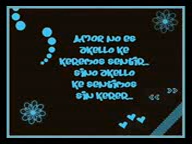 Amor no es
akello ke
keremos sentir...
sino akello
ke sentimos
sin kerer...